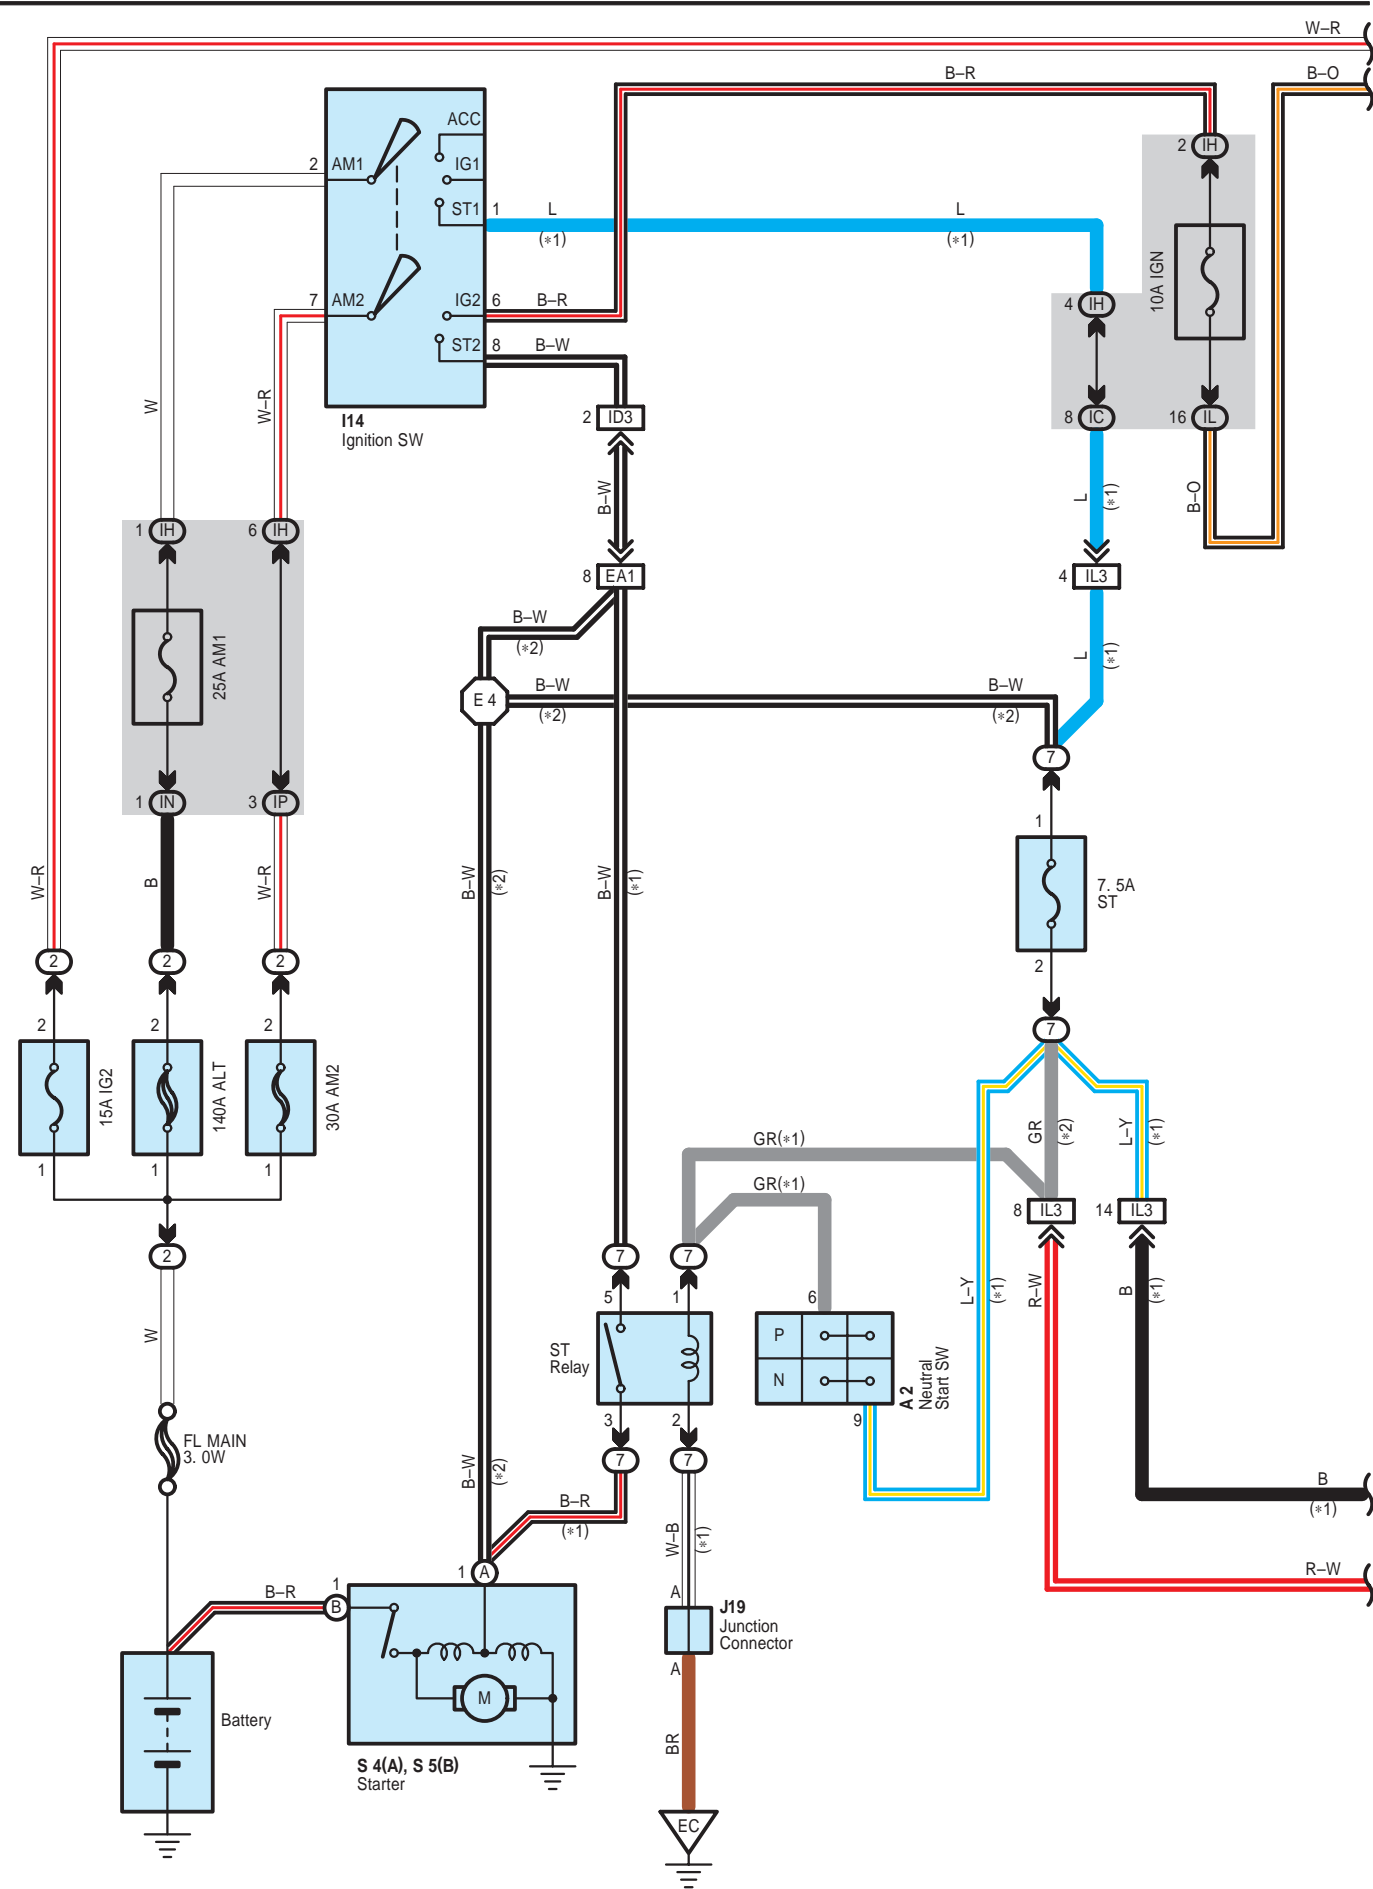 W–R
B–R
B–O
ACC
2 IH
2 AM1
IG1
ST1 1
L
(∗1)
L
(∗1)
10A IGN
7 AM2
IG2 6
B–R
4 IH
ST2 8
B–W
W
W–R
I14
Ignition SW
2 ID3
8 IC
16 IL
B–W
L
(∗1)
B–O
1 IH
6 IH
8 EA1
4 IL3
B–W
(∗2)
25A AM1
L
(∗1)
E 4
B–W
(∗2)
B–W
(∗2)
7
1 IN
3 IP
1
W–R
B
W–R
B–W
(∗2)
B–W
(∗1)
7. 5A
ST
2
2
2
2
7
2
2
2
15A IG2
140A ALT
30A AM2
1
1
1
GR(∗1)
GR
(∗2)
L–Y
(∗1)
GR(∗1)
8 IL3
14 IL3
2
7
7
W
5
1
6
L–Y
(∗1)
R–W
B
(∗1)
ST
Relay
P
N
A 2
Neutral
Start SW
3
2
9
FL MAIN
3. 0W
7
7
B–W
(∗2)
B–R
(∗1)
B
(∗1)
W–B
(∗1)
1 A
R–W
B–R
1
B
A
J19
Junction
Connector
A
M
Battery
BR
S 4(A), S 5(B)
Starter
EC